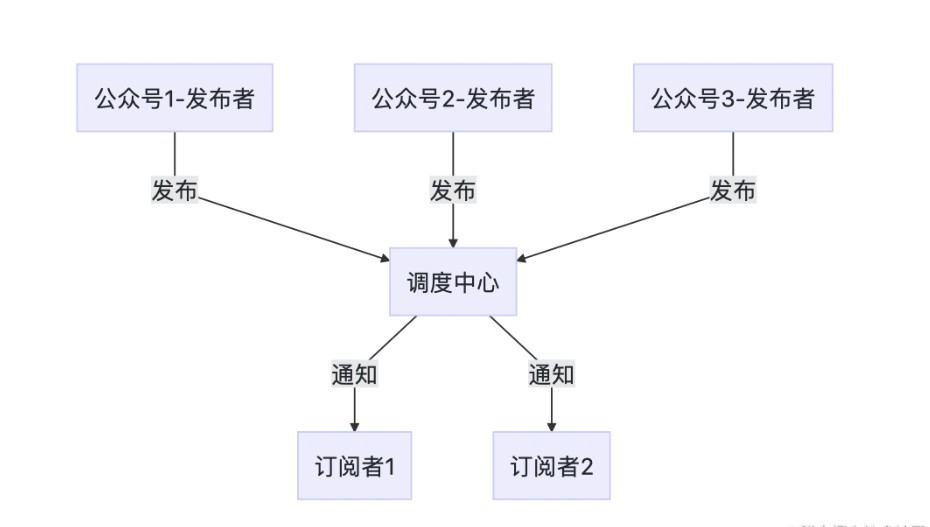 公众号1-发布者
公众号2-发布者
公众号3-发布者
发布
发布
发布
调度中心
通知
通知
订阅者1
订阅者2